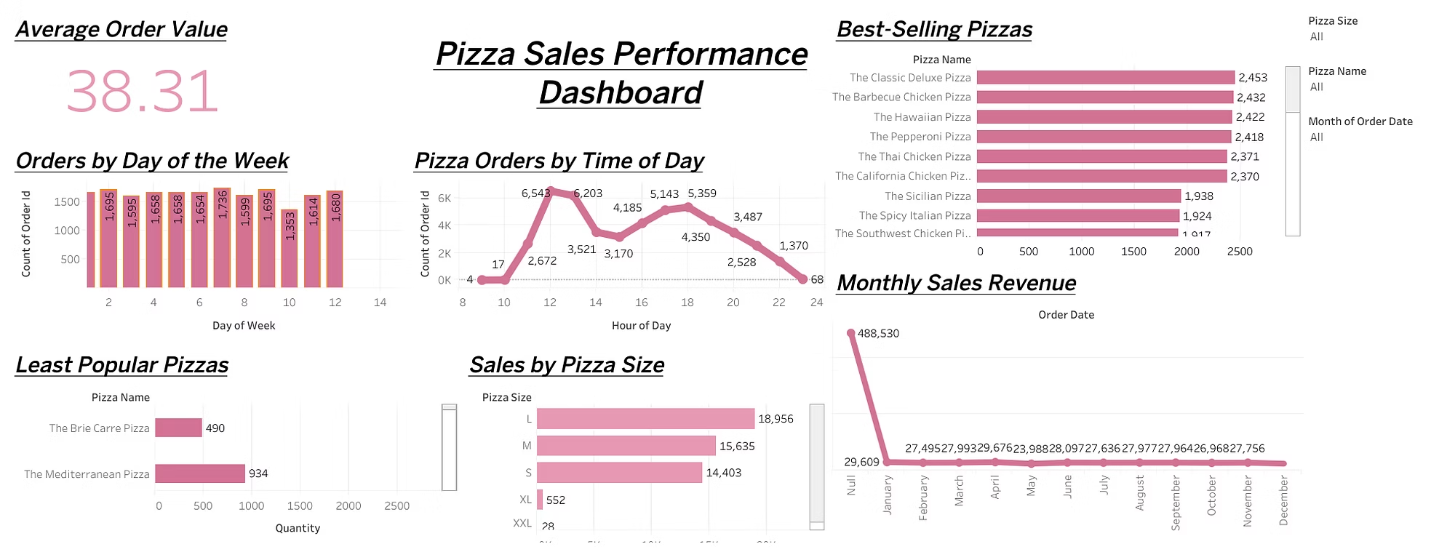 Average Order Value
38.31
Pizza Sales Performance
Dashboard
Best-Selling Pizzas
Pizza Name
The Classic Deluxe Pizza 2,453
The Barbecue Chicken Pizza 2,432
The Hawaiian Pizza 2,422
The Pepperoni Pizza 2,418
The Thai Chicken Pizza 2,371
The California Chicken Piz.. 2,370
The Sicilian Pizza 1,938
The Spicy Italian Pizza 1,924
The Southwest Chicken Pi.. 1,917
0 500 1000 1500 2000 2500
Pizza Size
All
Pizza Name
All
Month of Order Date
All
Orders by Day of the Week
Count of Order Id
1500
1000
500
1,695 1,595 1,658 1,658 1,654 1,736 1,599 1,695 1,353 1,614 1,680
2 4 6 8 10 12 14
Day of Week
Pizza Orders by Time of Day
Count of Order Id
6K
4K
2K
0K
4 17 2,672 6,543 6,203 3,521 3,170 4,185 5,143 5,359 4,350 3,487 2,528 1,370 68
8 10 12 14 16 18 20 22 24
Hour of Day
Monthly Sales Revenue
Order Date
488,530
29,609 27,495 27,993 29,676 23,988 28,097 27,636 27,977 27,964 26,968 27,756
Null January February March April May June July August September October November December
Least Popular Pizzas
Pizza Name
The Brie Carre Pizza 490
The Mediterranean Pizza 934
0 500 1000 1500 2000 2500
Quantity
Sales by Pizza Size
Pizza Size
L 18,956
M 15,635
S 14,403
XL 552
XXL 28